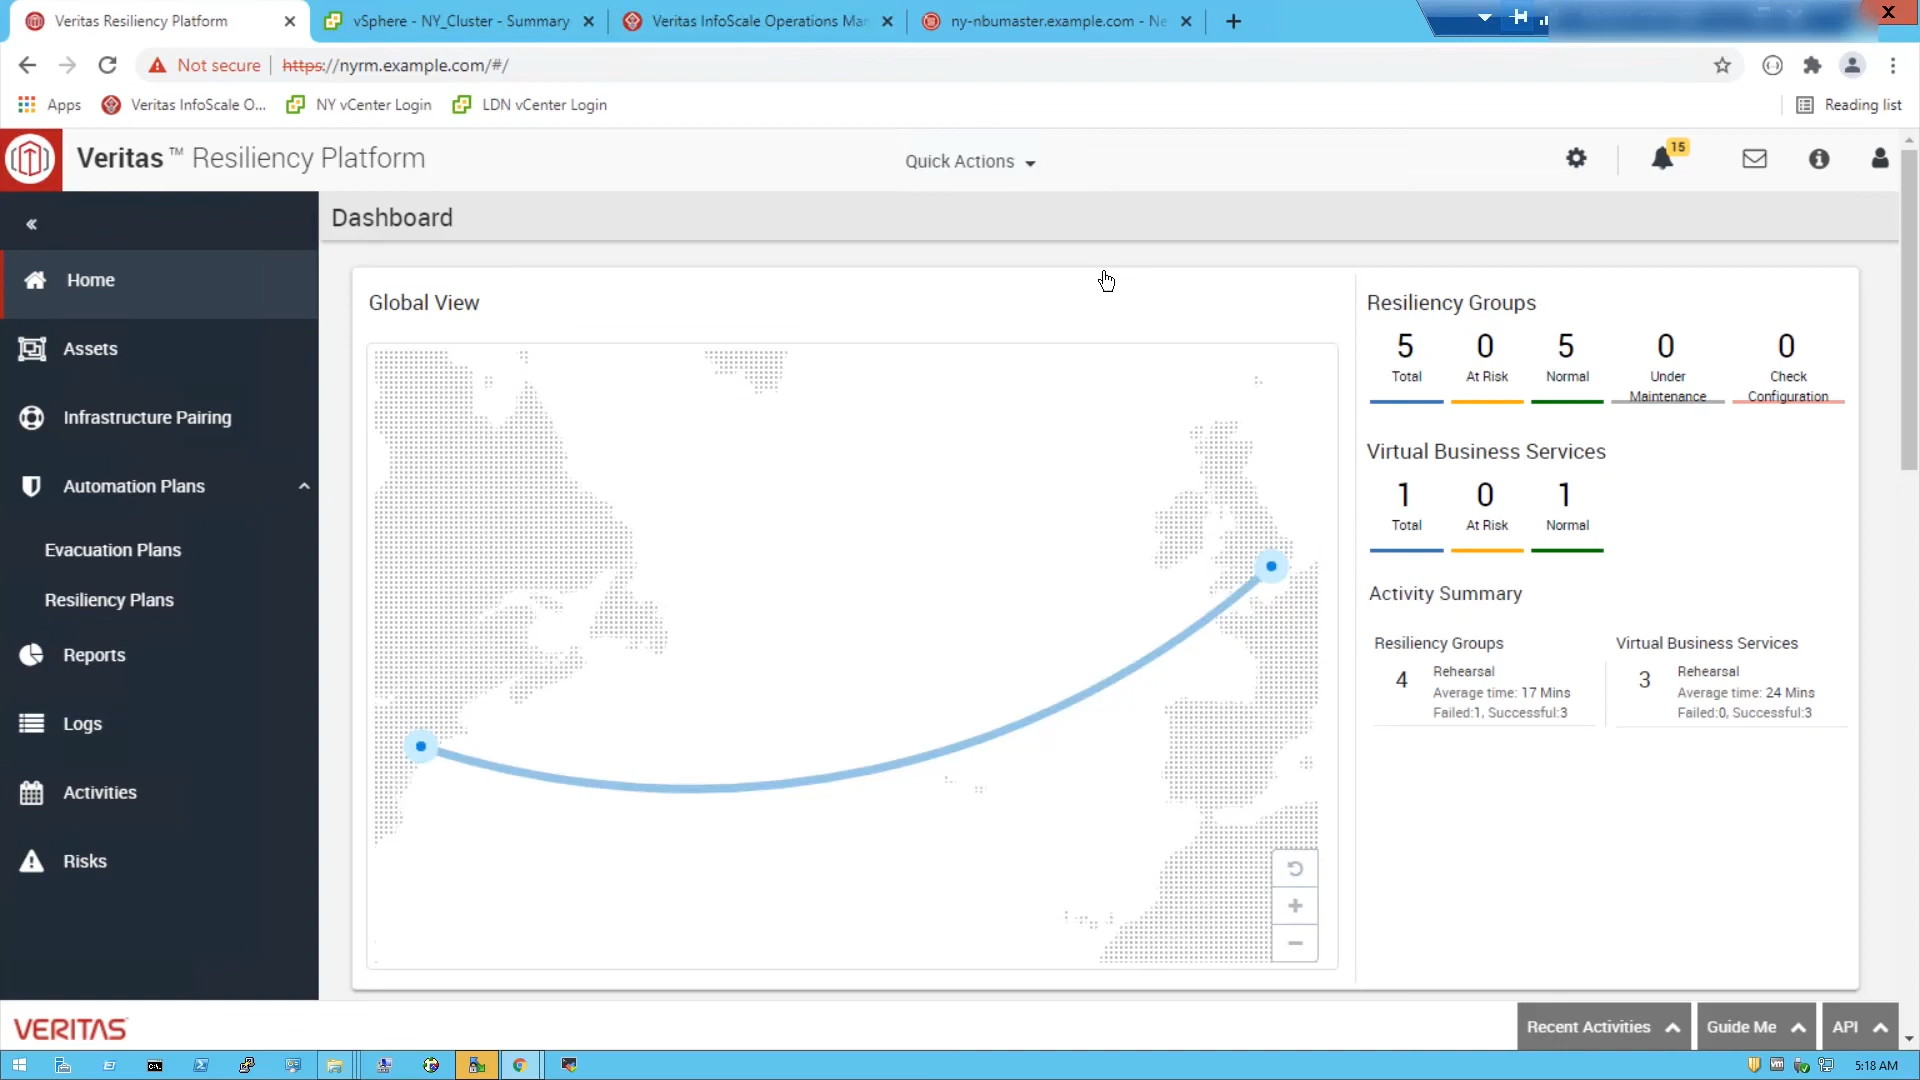 Veritas Resiliency Platform
vSphere - NY_Cluster - Summary
Veritas InfoScale Operations Man
ny-nbumaster.example.com - Ne
Not secure
https://nyrm.example.com/#/
Apps
Veritas InfoScale O...
NY vCenter Login
LDN vCenter Login
Reading list
Veritas ™ Resiliency Platform
Quick Actions
15
Dashboard
Home
Assets
Infrastructure Pairing
Automation Plans
Evacuation Plans
Resiliency Plans
Reports
Logs
Activities
Risks
Global View
Resiliency Groups
5 0 5 0 0
Total At Risk Normal Under Maintenance Check Configuration
Virtual Business Services
1 0 1
Total At Risk Normal
Activity Summary
Resiliency Groups
4 Rehearsal
Average time: 17 Mins
Failed:1, Successful:3
Virtual Business Services
3 Rehearsal
Average time: 24 Mins
Failed:0, Successful:3
VERITAS
Recent Activities
Guide Me
API
5:18 AM